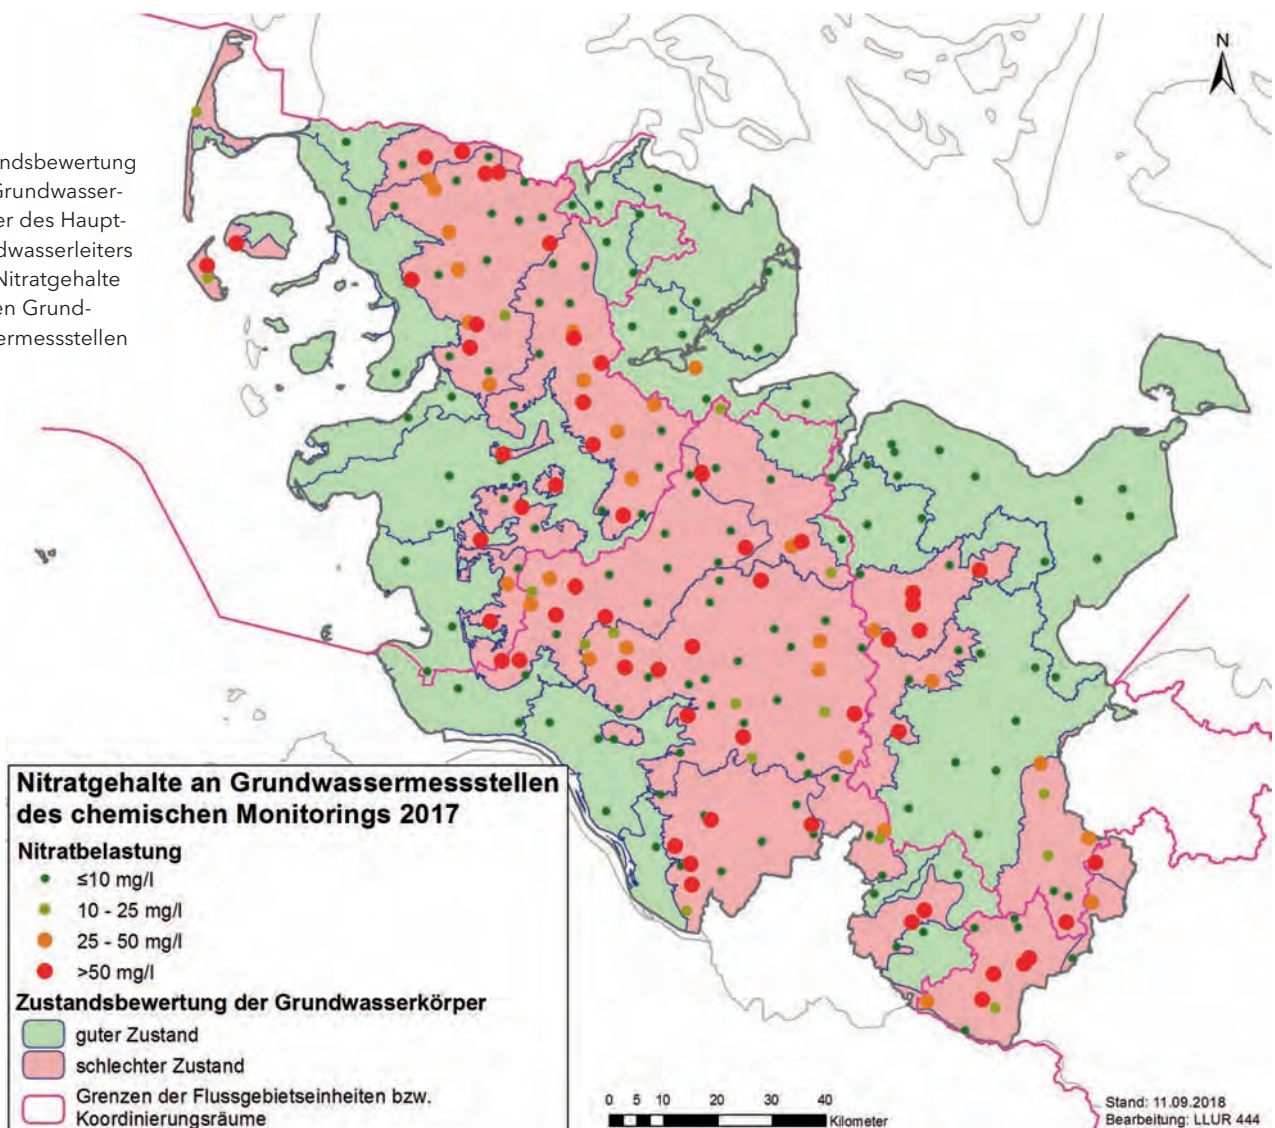 N
ndsbewertung
Grundwasser-
er des Haupt-
dwasserleiters
Nitratgehalte
en Grund-
ermessstellen
Nitratgehalte an Grundwassermessstellen
des chemischen Monitorings 2017
Nitratbelastung
≤10 mg/l
10 - 25 mg/l
25 - 50 mg/l
>50 mg/l
Zustandsbewertung der Grundwasserkörper
guter Zustand
schlechter Zustand
Grenzen der Flussgebietseinheiten bzw.
Koordinierungsräume
0 5 10 20 30 40
Kilometer
Stand: 11.09.2018
Bearbeitung: LLUR 444